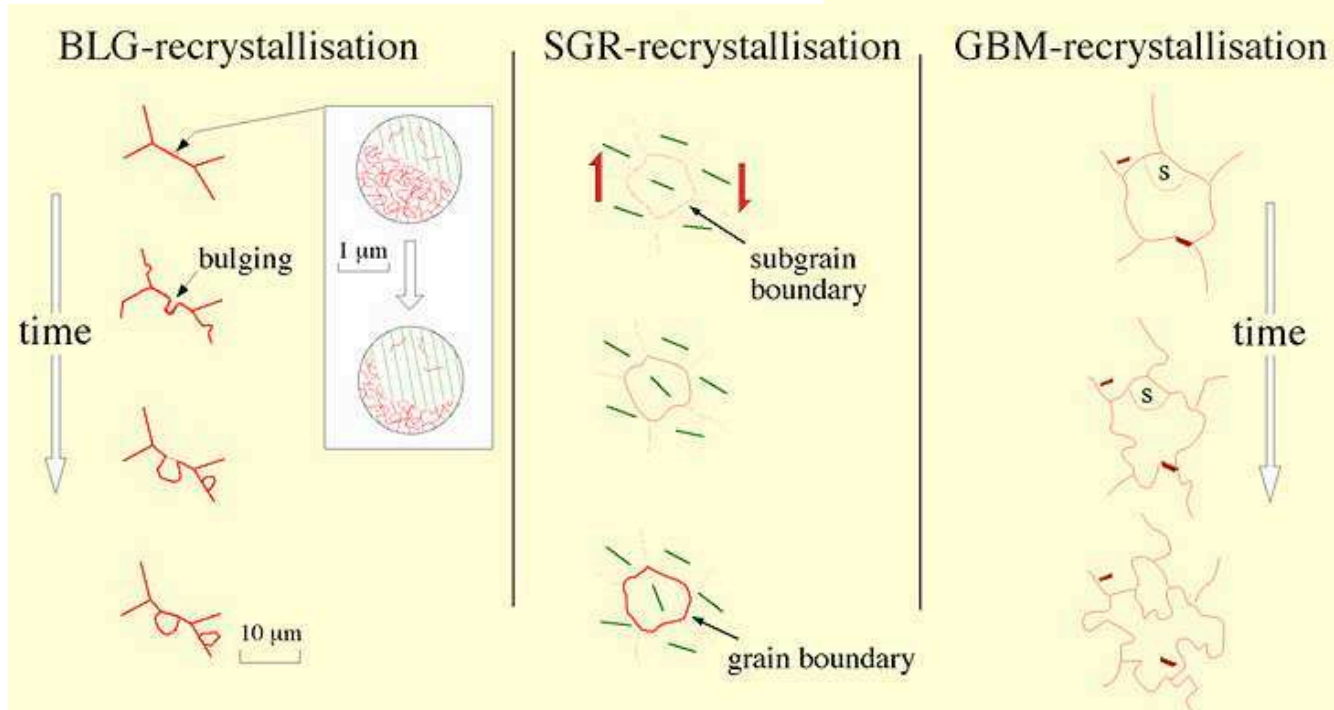 BLG-recrystallisation
time
bulging
1 μm
10 μm
SGR-recrystallisation
subgrain
boundary
grain boundary
GBM-recrystallisation
s
s
time